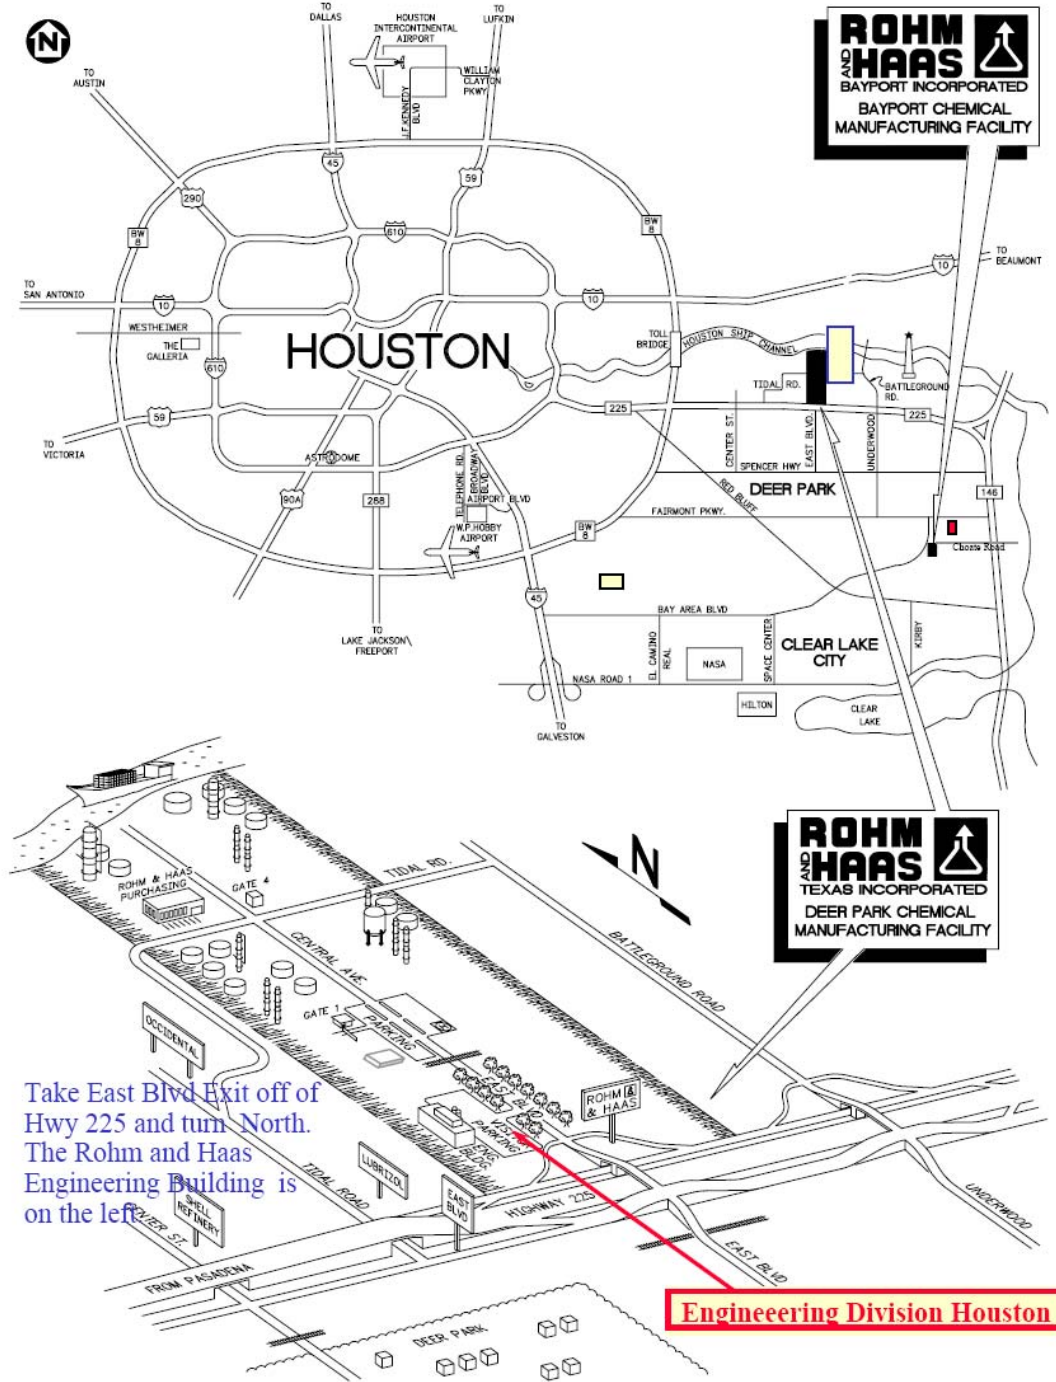 N
TO
DALLAS
HOUSTON
INTERCONTINENTAL
AIRPORT
TO
LUFKIN
TO
AUSTIN
WILLIAM
CLAYTON
PKWY
J.F.KENNEDY
BLVD
ROHM
AND
HAAS
BAYPORT INCORPORATED
BAYPORT CHEMICAL
MANUFACTURING FACILITY
45
59
290
610
BW
8
BW
8
TO
BEAUMONT
10
TO
SAN ANTONIO
10
10
WESTHEIMER
THE
GALLERIA
HOUSTON
TOLL
BRIDGE
HOUSTON SHIP CHANNEL
610
TIDAL RD.
BATTLEGROUND
RD.
59
225
225
TO
VICTORIA
CENTER ST.
EAST BLVD.
UNDERWOOD
ASTRODOME
SPENCER HWY
TELEPHONE RD.
BROADWAY
BLVD.
RED BLUFF
DEER PARK
90A
288
AIRPORT BLVD
146
W.P.HOBBY
AIRPORT
BW
8
FAIRMONT PKWY.
Choate Road
45
BAY AREA BLVD
TO
LAKE JACKSON\
FREEPORT
EL CAMINO
REAL
NASA
SPACE CENTER
CLEAR LAKE
CITY
KIRBY
NASA ROAD 1
HILTON
CLEAR
LAKE
TO
GALVESTON
ROHM
AND
HAAS
TEXAS INCORPORATED
DEER PARK CHEMICAL
MANUFACTURING FACILITY
N
TIDAL RD.
ROHM & HAAS
PURCHASING
GATE 4
CENTRAL AVE.
BATTLEGROUND ROAD
GATE 1
PARKING
OCCIDENTAL
EAST BLVD
ROHM
& HAAS
VISITOR
PARKING
ENG.
BLDG.
Take East Blvd Exit off of
Hwy 225 and turn North.
The Rohm and Haas
Engineering Building is
on the left.
LUBRIZOL
TIDAL ROAD
SHELL
REFINERY
CENTER ST.
EAST
BLVD
HIGHWAY 225
UNDERWOOD
FROM PASADENA
EAST BLVD
Engineeering Division Houston
DEER PARK